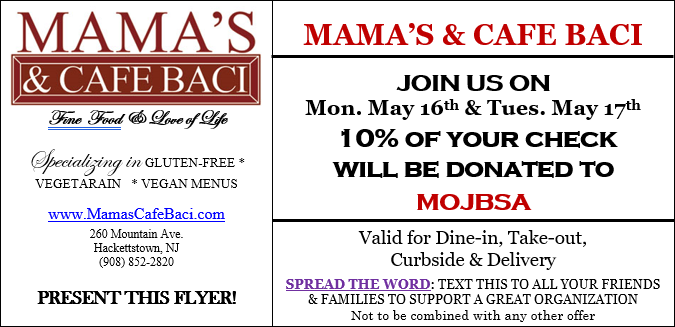 MAMA'S
& CAFE BACI
Fine Food & Love of Life
Specializing in GLUTEN-FREE *
VEGETARAIN * VEGAN MENUS
www.MamasCafeBaci.com
260 Mountain Ave.
Hackettstown, NJ
(908) 852-2820
PRESENT THIS FLYER!
MAMA'S & CAFE BACI
JOIN US ON
Mon. May 16th & Tues. May 17th
10% OF YOUR CHECK
WILL BE DONATED TO
MOJBSA
Valid for Dine-in, Take-out,
Curbside & Delivery
SPREAD THE WORD: TEXT THIS TO ALL YOUR FRIENDS
& FAMILIES TO SUPPORT A GREAT ORGANIZATION
Not to be combined with any other offer